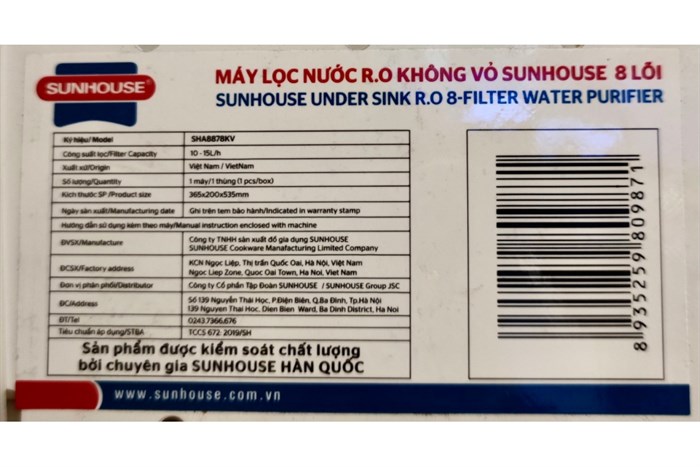 SUNHOUSE®
MÁY LỌC NƯỚC R.O KHÔNG VỎ SUNHOUSE 8 LÕI
SUNHOUSE UNDER SINK R.O 8-FILTER WATER PURIFIER
Ký hiệu/ Model SHA8878KV
Công suất lọc/Filter Capacity 10 - 15L/h
Xuất xứ/Origin Việt Nam / VietNam
Số lượng/Quantity 1 máy/1 thùng (1 pcs/box)
Kích thước SP /Product size 365x200x535mm
Ngày sản xuất/Manufacturing date Ghi trên tem bảo hành/Indicated in warranty stamp
Hướng dẫn sử dụng kèm theo máy/Manual instruction enclosed with machine
ĐVSX/Manufacture Công ty TNHH sản xuất đồ gia dụng SUNHOUSE
SUNHOUSE Cookware Manufacturing Limited Company
ĐCSX/Factory address KCN Ngọc Liệp, Thị trấn Quốc Oai, Hà Nội, Việt Nam
Ngoc Liep Zone, Quoc Oai Town, Ha Noi, Viet Nam
Đơn vị phân phối/Distributor Công ty Cổ phần Tập Đoàn SUNHOUSE / SUNHOUSE Group JSC
ĐC/Address Số 139 Nguyễn Thái Học, P.Điện Biên, Q.Ba Đình, Tp.Hà Nội
139 Nguyen Thai Hoc, Dien Bien Ward, Ba Dinh District, Ha Noi
ĐT/Tel 0243.7366.676
Tiêu chuẩn áp dụng/STBA TCCS 672: 2019/SH
Sản phẩm được kiểm soát chất lượng
bởi chuyên gia SUNHOUSE HÀN QUỐC
8 935259 809871
www.sunhouse.com.vn